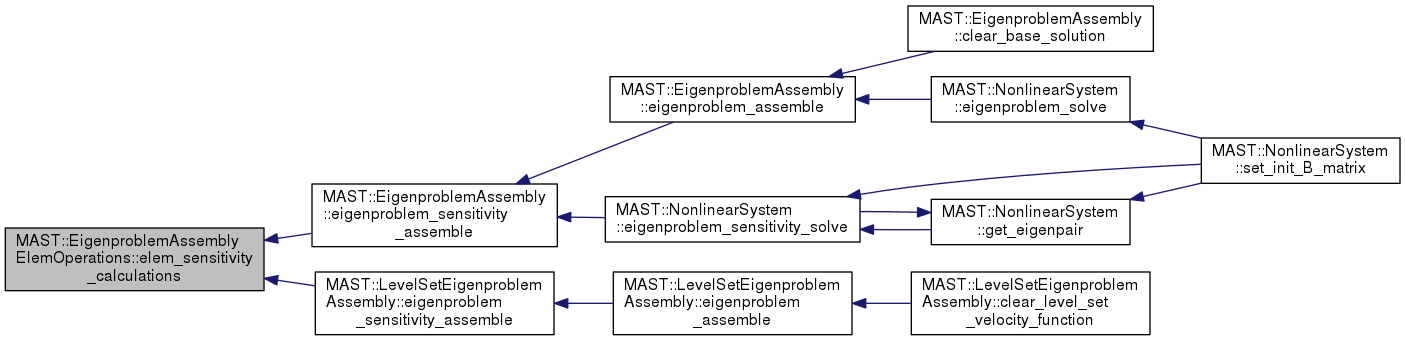 MAST::EigenproblemAssembly
ElemOperations::elem_sensitivity
_calculations
MAST::EigenproblemAssembly
::eigenproblem_sensitivity
_assemble
MAST::EigenproblemAssembly
::eigenproblem_assemble
MAST::EigenproblemAssembly
::clear_base_solution
MAST::NonlinearSystem
::eigenproblem_solve
MAST::NonlinearSystem
::set_init_B_matrix
MAST::NonlinearSystem
::eigenproblem_sensitivity_solve
MAST::NonlinearSystem
::get_eigenpair
MAST::LevelSetEigenproblem
Assembly::eigenproblem
_sensitivity_assemble
MAST::LevelSetEigenproblem
Assembly::eigenproblem
_assemble
MAST::LevelSetEigenproblem
Assembly::clear_level_set
_velocity_function